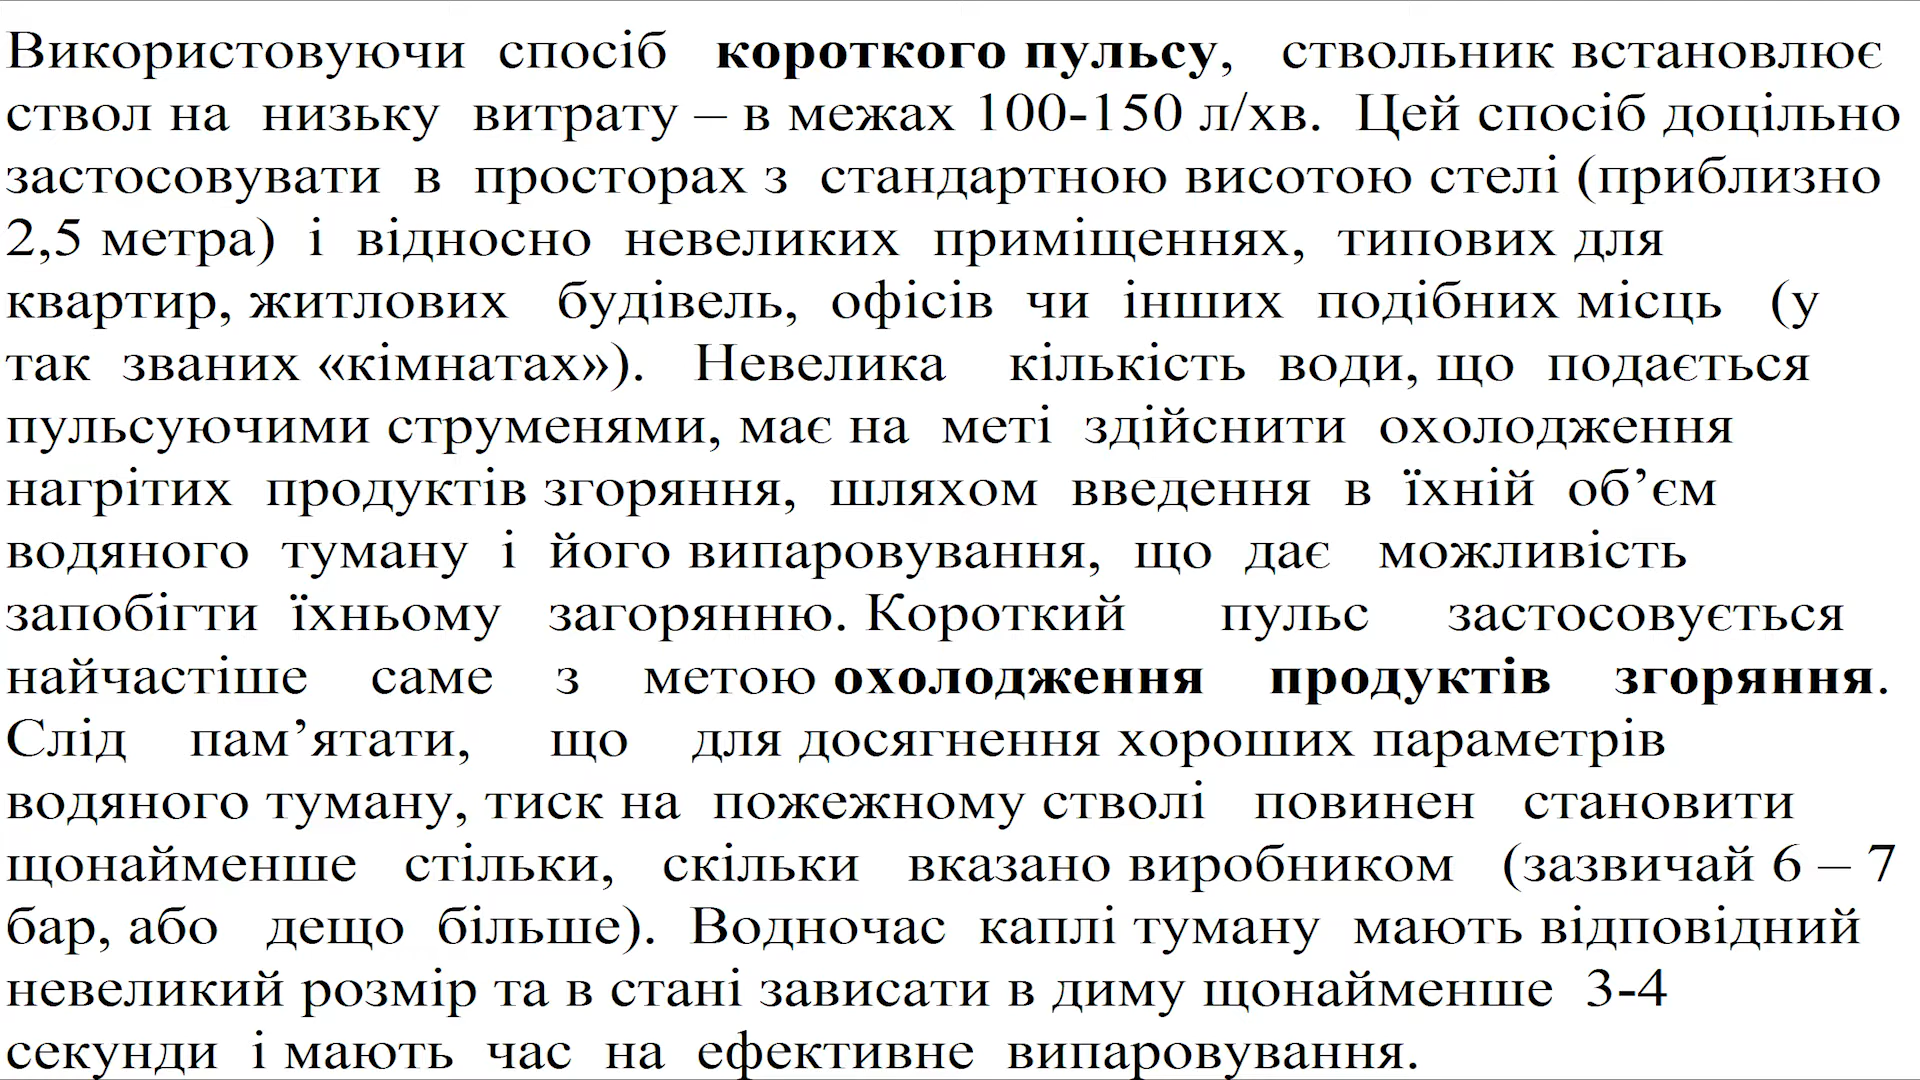 Використовуючи спосіб короткого пульсу, ствольник встановлює
ствол на низьку витрату – в межах 100-150 л/хв. Цей спосіб доцільно
застосовувати в просторах з стандартною висотою стелі (приблизно
2,5 метра) і відносно невеликих приміщеннях, типових для
квартир, житлових будівель, офісів чи інших подібних місць (у
так званих «кімнатах»). Невелика кількість води, що подається
пульсуючими струменями, має на меті здійснити охолодження
нагрітих продуктів згоряння, шляхом введення в їхній об’єм
водяного туману і його випаровування, що дає можливість
запобігти їхньому загорянню. Короткий пульс застосовується
найчастіше саме з метою охолодження продуктів згоряння.
Слід пам’ятати, що для досягнення хороших параметрів
водяного туману, тиск на пожежному стволі повинен становити
щонайменше стільки, скільки вказано виробником (зазвичай 6 – 7
бар, або дещо більше). Водночас каплі туману мають відповідний
невеликий розмір та в стані зависати в диму щонайменше 3-4
секунди і мають час на ефективне випаровування.